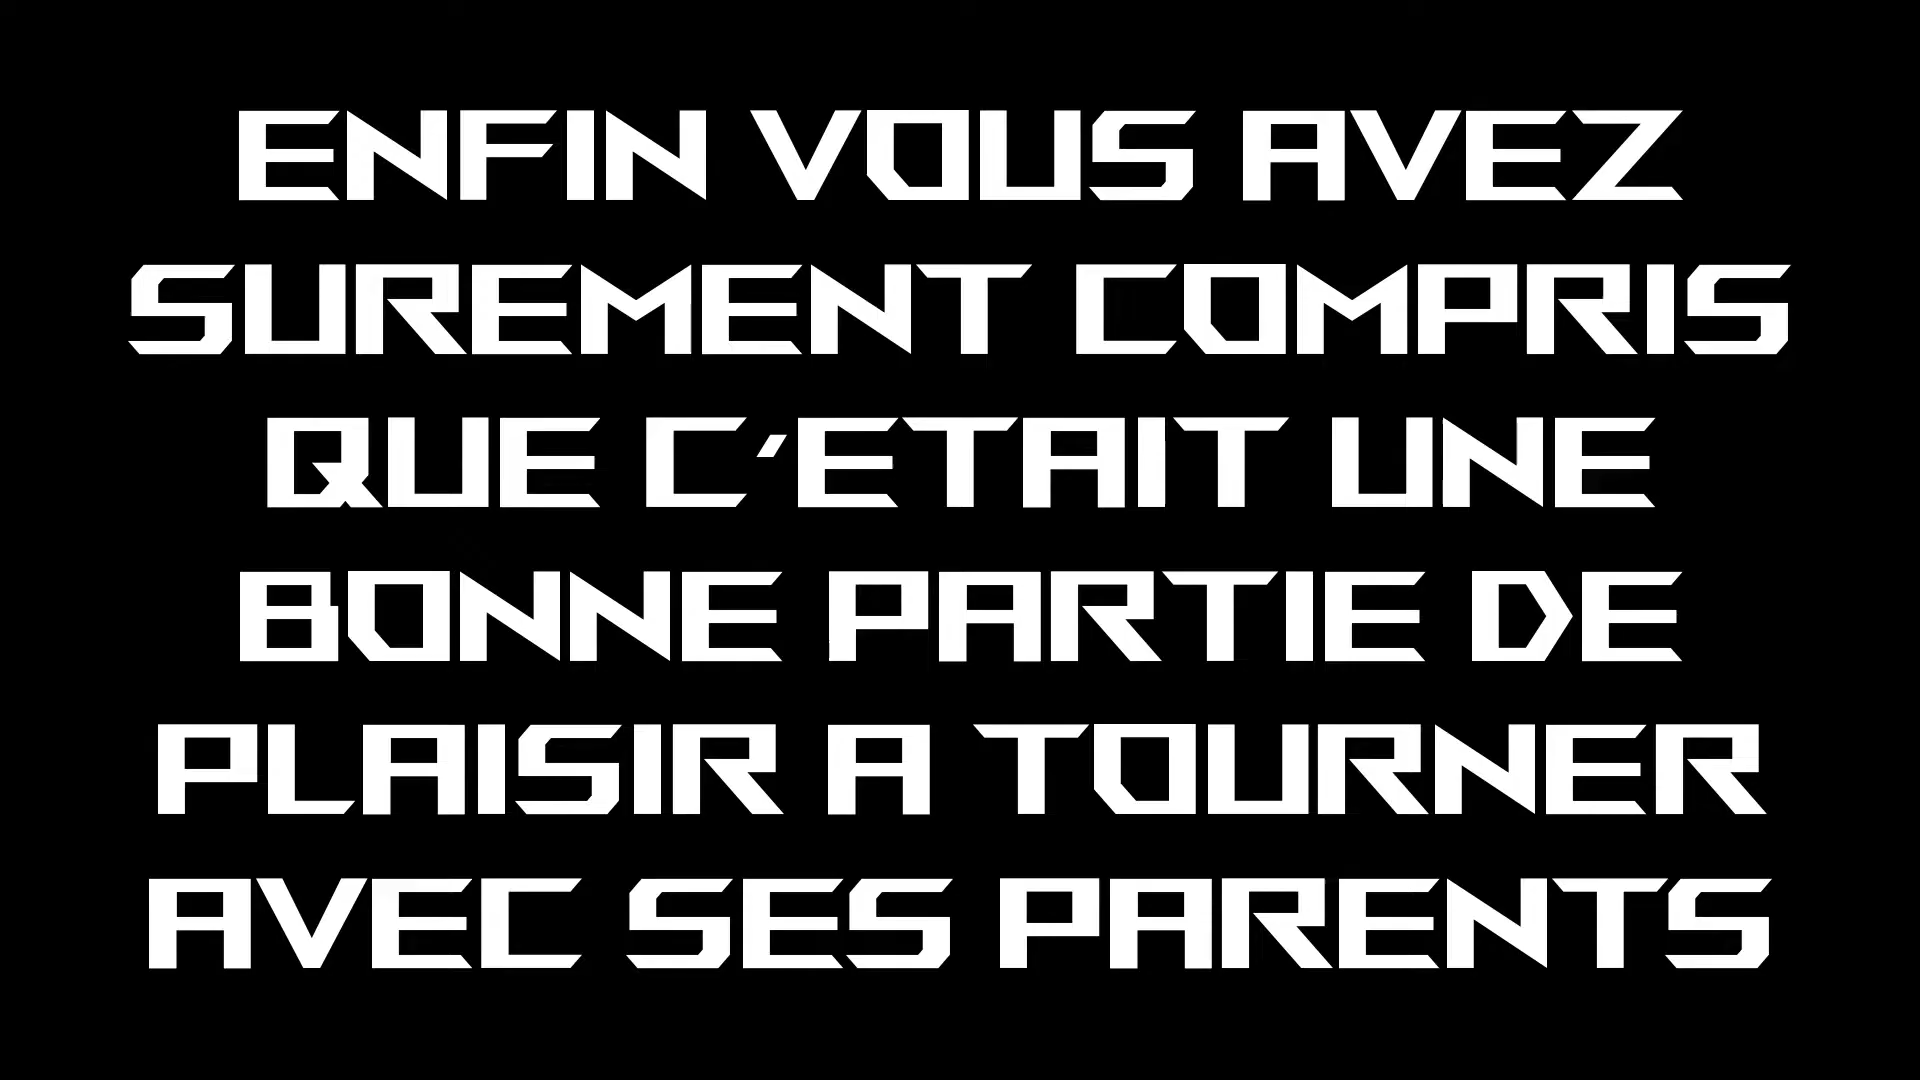 ENFIN VOUS AVEZ
SUREMENT COMPRIS
QUE C'ETAIT UNE
BONNE PARTIE DE
PLAISIR A TOURNER
AVEC SES PARENTS